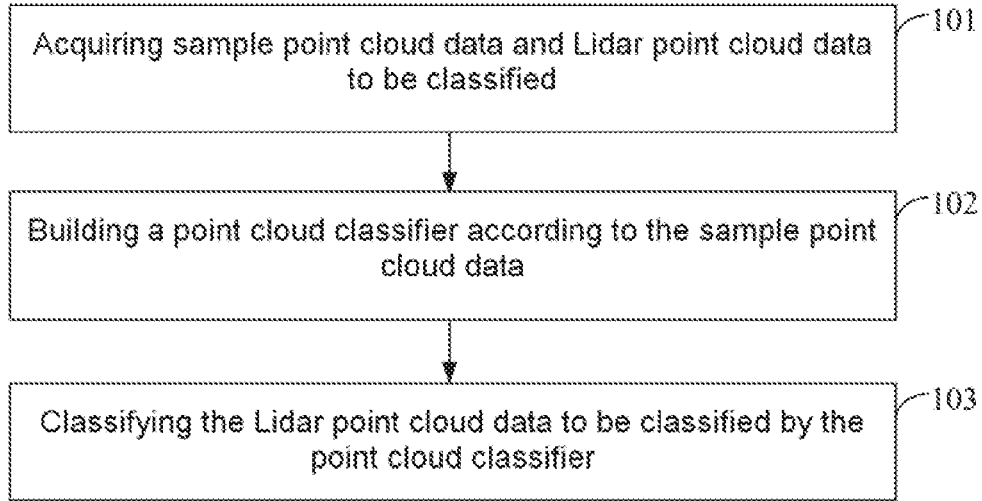 101
Acquiring sample point cloud data and Lidar point cloud data
to be classified
102
Building a point cloud classifier according to the sample point
cloud data
103
Classifying the Lidar point cloud data to be classified by the
point cloud classifier